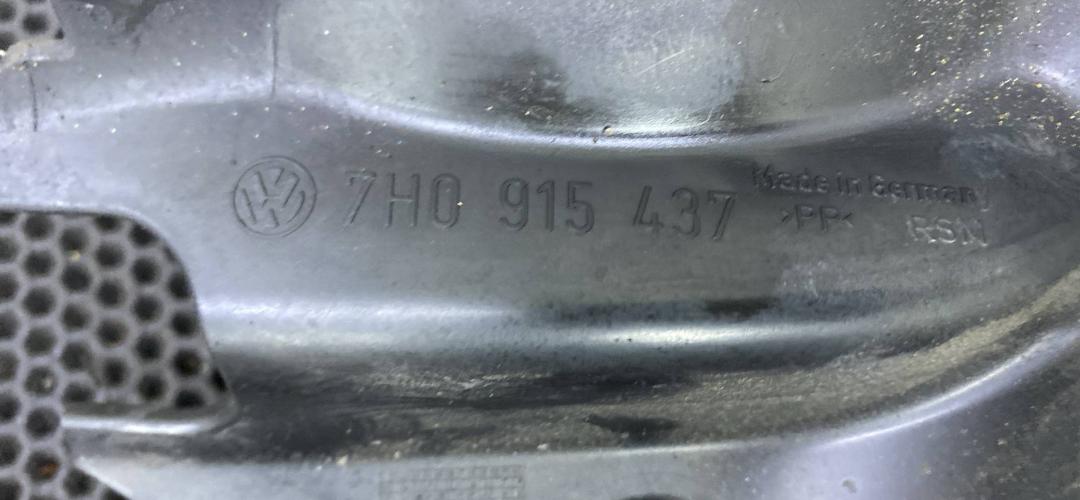 7H0 915 437
Made in Germany
>PP<
RSN